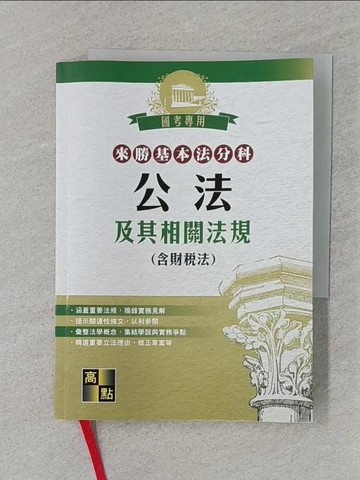 國考專用
來勝基本法分科
公法
及其相關法規
(含財稅法)
·涵蓋重要法規,摘錄實務見解
·提示關連性條文,以利參閱
·彙整法學概念,集結學說與實務爭點
·精選重要立法理由、修正草案等
高點